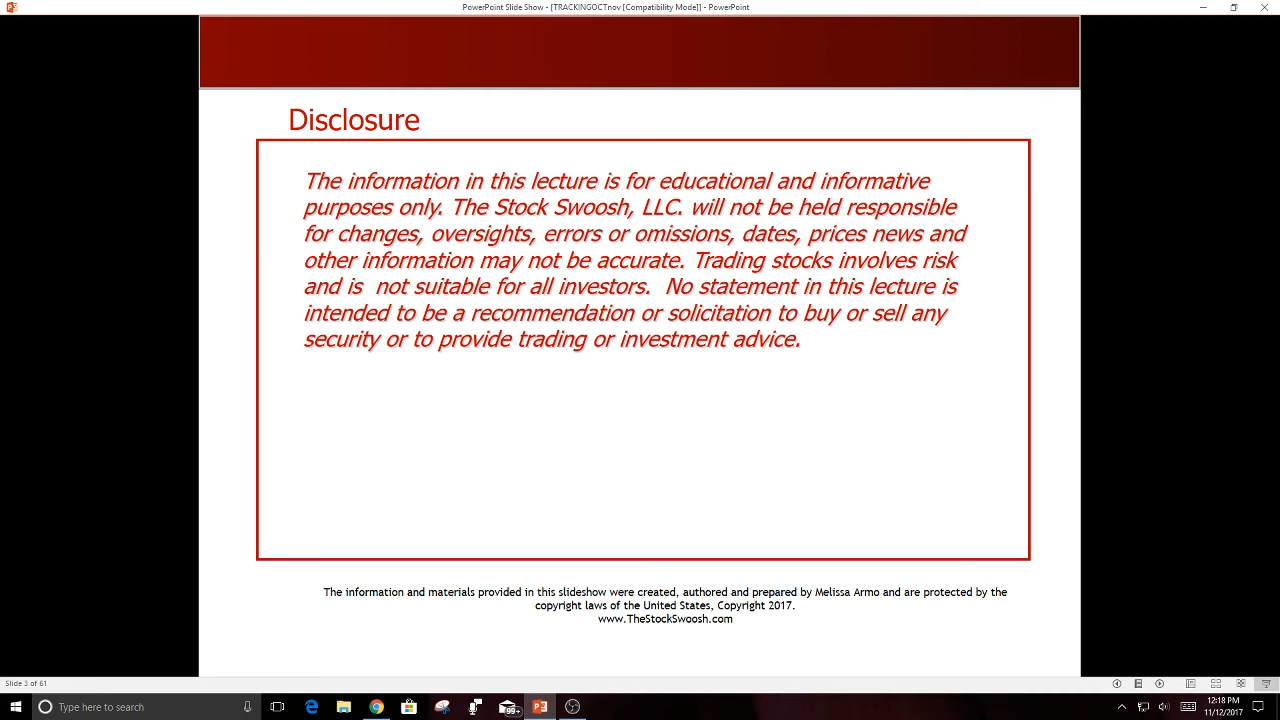 PowerPoint Slide Show - [TRACKINGOCTnov [Compatibility Mode]] - PowerPoint
Disclosure
The information in this lecture is for educational and informative
purposes only. The Stock Swoosh, LLC. will not be held responsible
for changes, oversights, errors or omissions, dates, prices news and
other information may not be accurate. Trading stocks involves risk
and is  not suitable for all investors.  No statement in this lecture is
intended to be a recommendation or solicitation to buy or sell any
security or to provide trading or investment advice.
The information and materials provided in this slideshow were created, authored and prepared by Melissa Armo and are protected by the
copyright laws of the United States, Copyright 2017.
www.TheStockSwoosh.com
Slide 3 of 61
Type here to search
99+
12:18 PM
11/12/2017